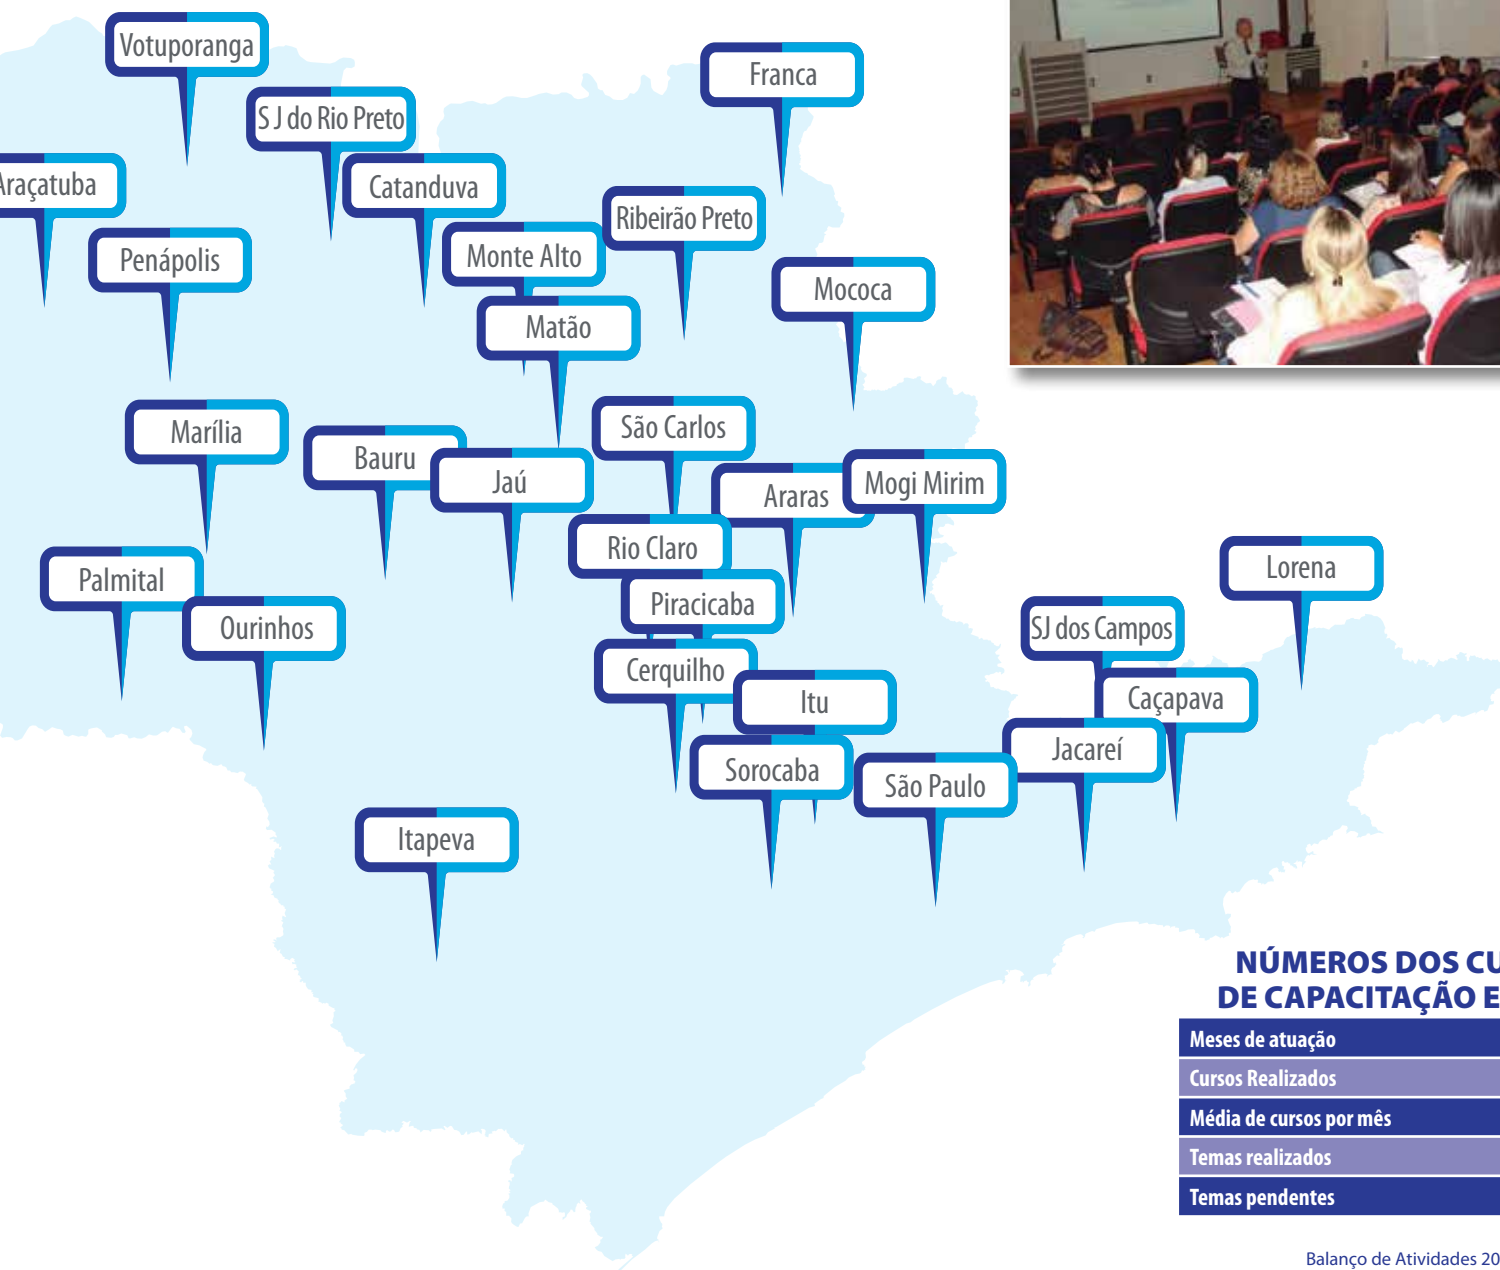 Votuporanga
Franca
S J do Rio Preto
Araçatuba
Catanduva
Ribeirão Preto
Penápolis
Monte Alto
Mococa
Matão
Marília
São Carlos
Bauru
Jaú
Araras
Mogi Mirim
Rio Claro
Lorena
Palmital
Piracicaba
Ourinhos
SJ dos Campos
Cerquilho
Itu
Caçapava
Jacareí
Sorocaba
São Paulo
Itapeva
NÚMEROS DOS CU
DE CAPACITAÇÃO E
Meses de atuação
Cursos Realizados
Média de cursos por mês
Temas realizados
Temas pendentes
Balanço de Atividades 20